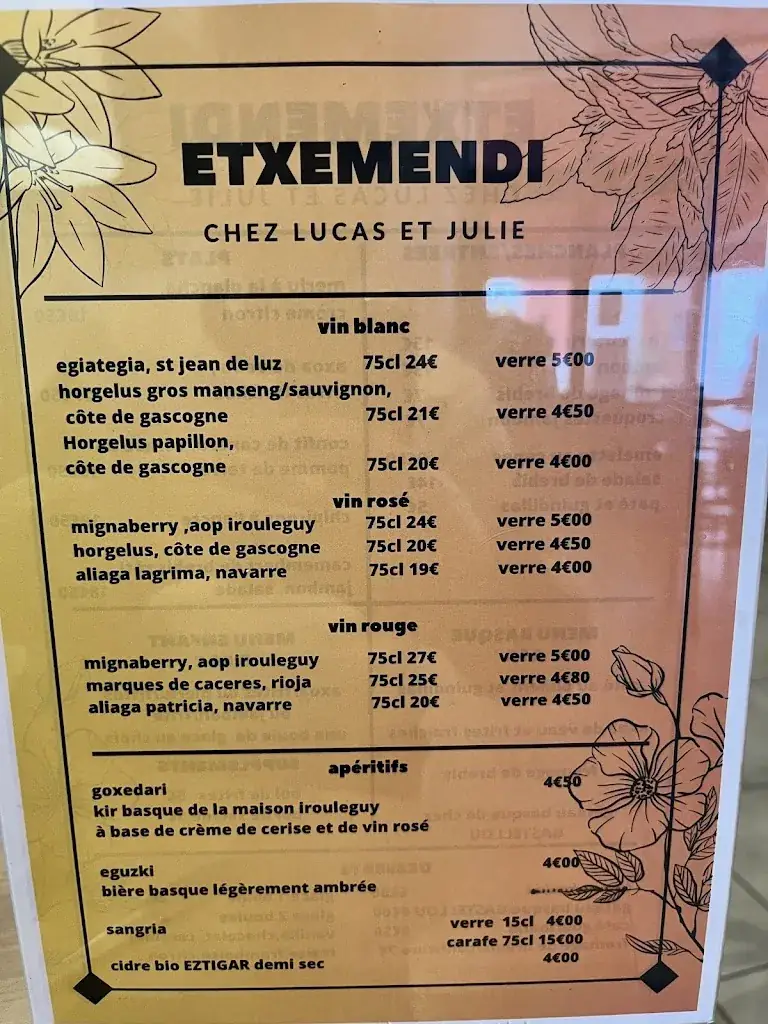 ETXEMENDI
CHEZ LUCAS ET JULIE
vin blanc
egiategia, st jean de luz 75cl 24€ verre 5€00
horgelus gros manseng/sauvignon,
côte de gascogne 75cl 21€ verre 4€50
Horgelus papillon,
côte de gascogne 75cl 20€ verre 4€00
vin rosé
mignaberry ,aop irouleguy 75cl 24€ verre 5€00
horgelus, côte de gascogne 75cl 20€ verre 4€50
aliaga lagrima, navarre 75cl 19€ verre 4€00
vin rouge
mignaberry, aop irouleguy 75cl 27€ verre 5€00
marques de caceres, rioja 75cl 25€ verre 4€80
aliaga patricia, navarre 75cl 20€ verre 4€50
apéritifs
goxedari 4€50
kir basque de la maison irouleguy
à base de crème de cerise et de vin rosé
eguzki 4€00
bière basque légèrement ambrée
sangria verre 15cl 4€00
carafe 75cl 15€00
cidre bio EZTIGAR demi sec 4€00